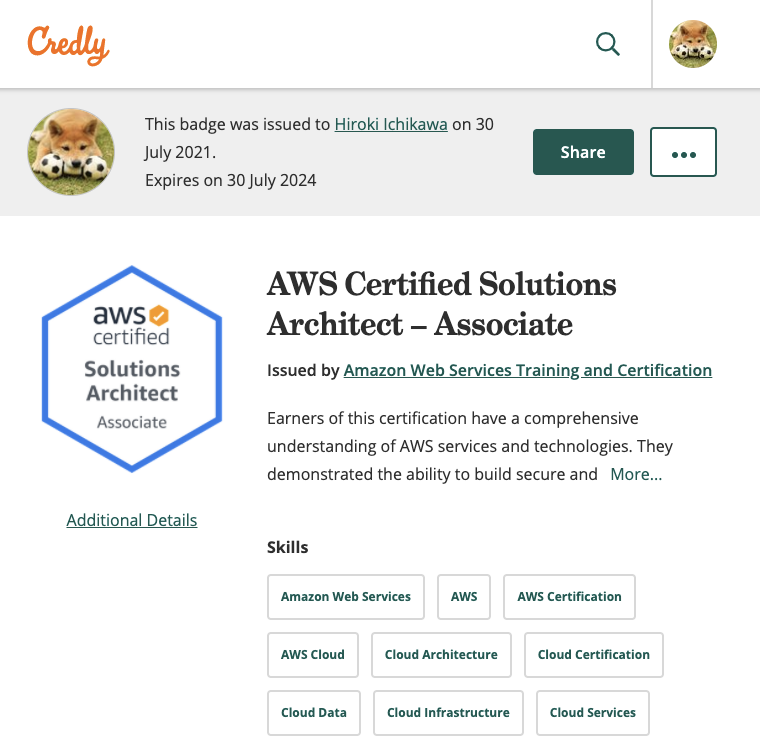 Credly
This badge was issued to Hiroki Ichikawa on 30
July 2021.
Expires on 30 July 2024
Share
aws
certified
Solutions
Architect
Associate
Additional Details
AWS Certified Solutions
Architect – Associate
Issued by Amazon Web Services Training and Certification
Earners of this certification have a comprehensive
understanding of AWS services and technologies. They
demonstrated the ability to build secure and More...
Skills
Amazon Web Services AWS AWS Certification
AWS Cloud Cloud Architecture Cloud Certification
Cloud Data Cloud Infrastructure Cloud Services